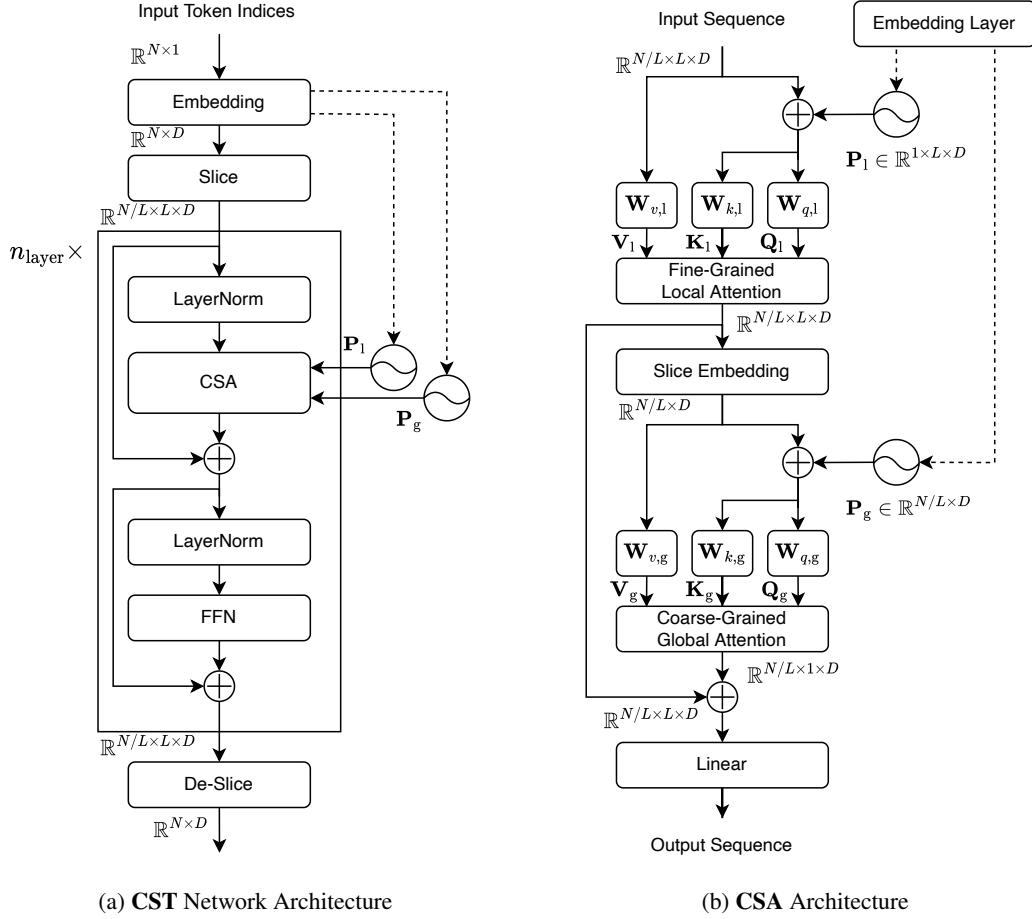 Input Token Indices
ℝ^{N×1}
Embedding
ℝ^{N×D}
Slice
ℝ^{N/L×L×D}
n_layer×
LayerNorm
CSA
P_l
P_g
LayerNorm
FFN
ℝ^{N/L×L×D}
De-Slice
ℝ^{N×D}
(a) CST Network Architecture
Input Sequence
Embedding Layer
ℝ^{N/L×L×D}
P_l ∈ ℝ^{1×L×D}
W_{v,l} W_{k,l} W_{q,l}
V_l K_l Q_l
Fine-Grained
Local Attention
ℝ^{N/L×L×D}
Slice Embedding
ℝ^{N/L×D}
P_g ∈ ℝ^{N/L×D}
W_{v,g} W_{k,g} W_{q,g}
V_g K_g Q_g
Coarse-Grained
Global Attention
ℝ^{N/L×1×D}
ℝ^{N/L×L×D}
Linear
Output Sequence
(b) CSA Architecture